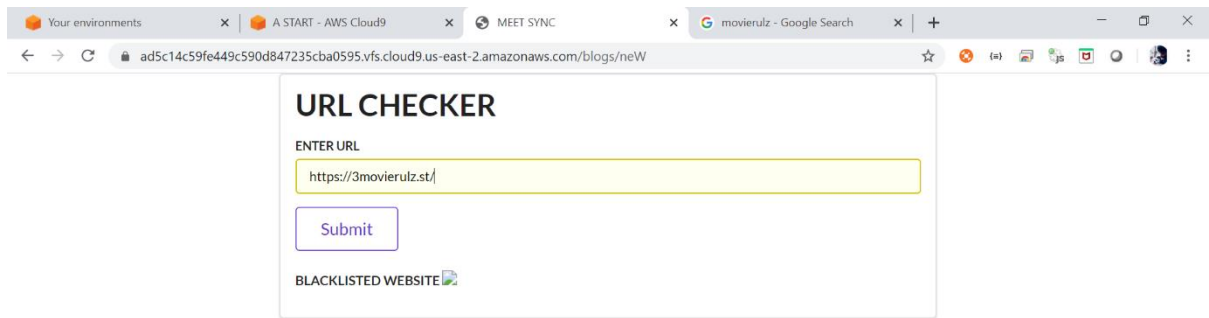 Your environments
A START - AWS Cloud9
MEET SYNC
movierulz - Google Search
ad5c14c59fe449c590d847235cba0595.vfs.cloud9.us-east-2.amazonaws.com/blogs/neW
URL CHECKER
ENTER URL
https://3movierulz.st/
Submit
BLACKLISTED WEBSITE